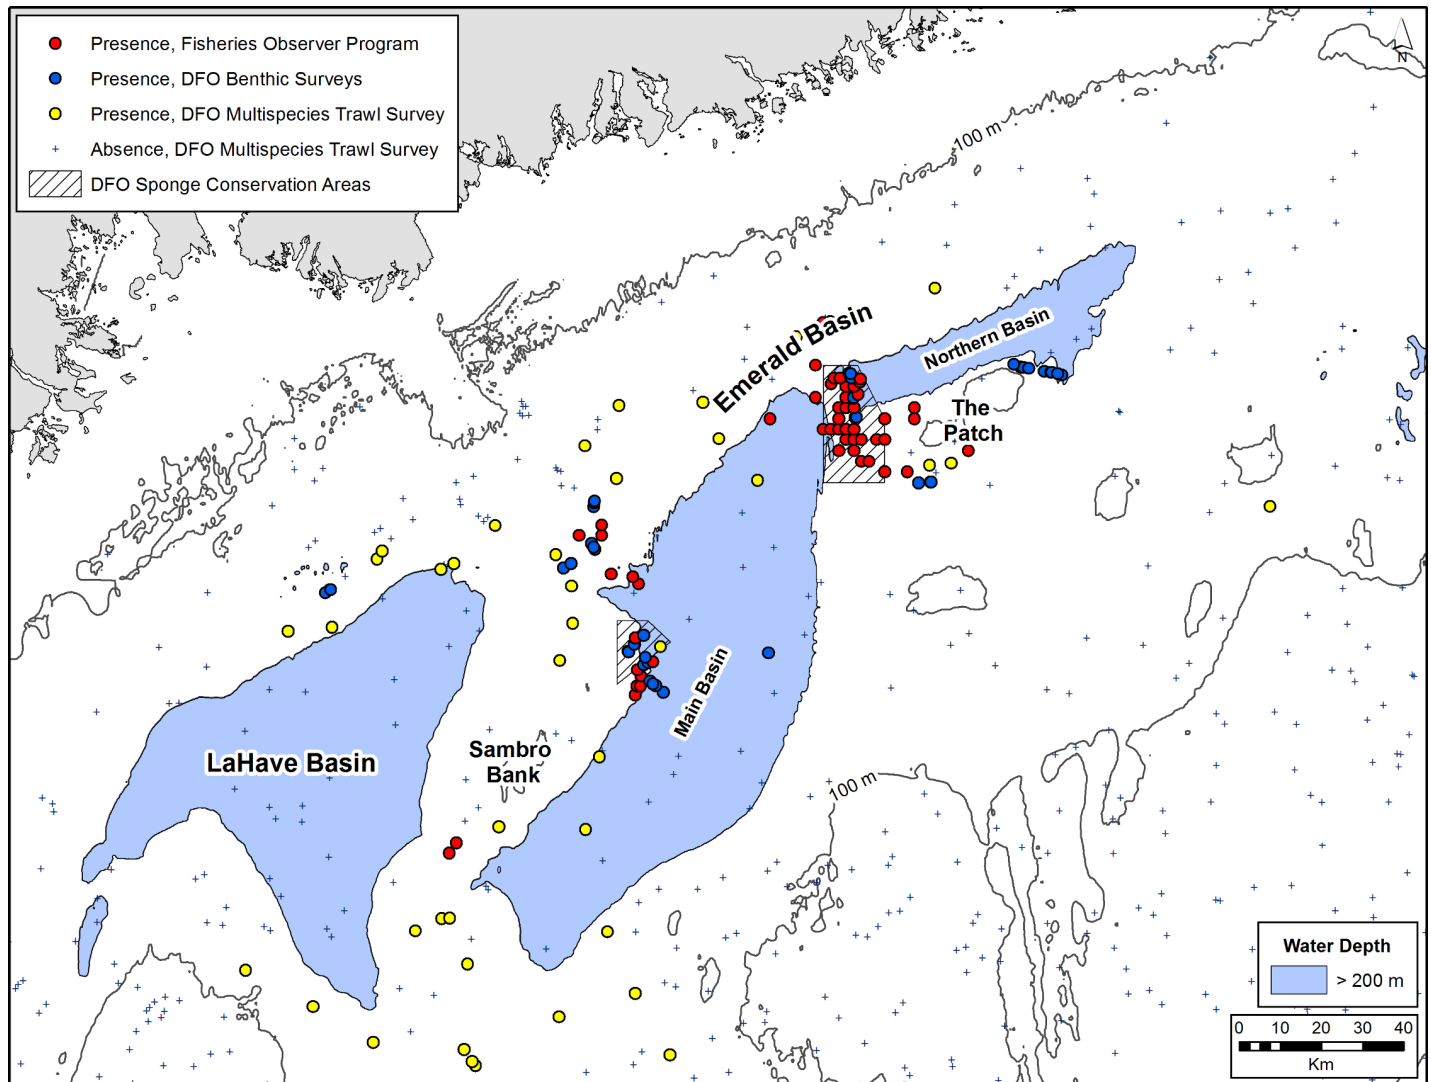 Presence, Fisheries Observer Program
Presence, DFO Benthic Surveys
Presence, DFO Multispecies Trawl Survey
Absence, DFO Multispecies Trawl Survey
DFO Sponge Conservation Areas
N
100 m
Emerald Basin
Northern Basin
The
Patch
Main Basin
LaHave Basin
Sambro
Bank
100 m
Water Depth
> 200 m
0 10 20 30 40
Km